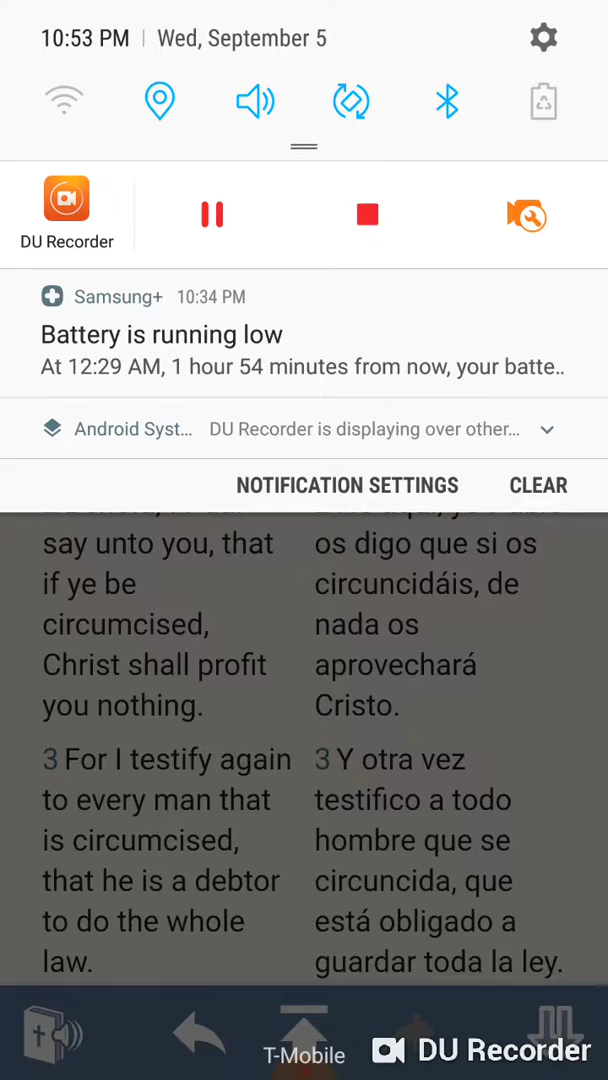 10:53 PM | Wed, September 5
DU Recorder
Samsung+ 10:34 PM
Battery is running low
At 12:29 AM, 1 hour 54 minutes from now, your batte..
Android Syst... DU Recorder is displaying over other...
NOTIFICATION SETTINGS CLEAR
say unto you, that
if ye be
circumcised,
Christ shall profit
you nothing.
3 For I testify again
to every man that
is circumcised,
that he is a debtor
to do the whole
law.
os digo que si os
circuncidáis, de
nada os
aprovechará
Cristo.
3 Y otra vez
testifico a todo
hombre que se
circuncida, que
está obligado a
guardar toda la ley.
T-Mobile
DU Recorder